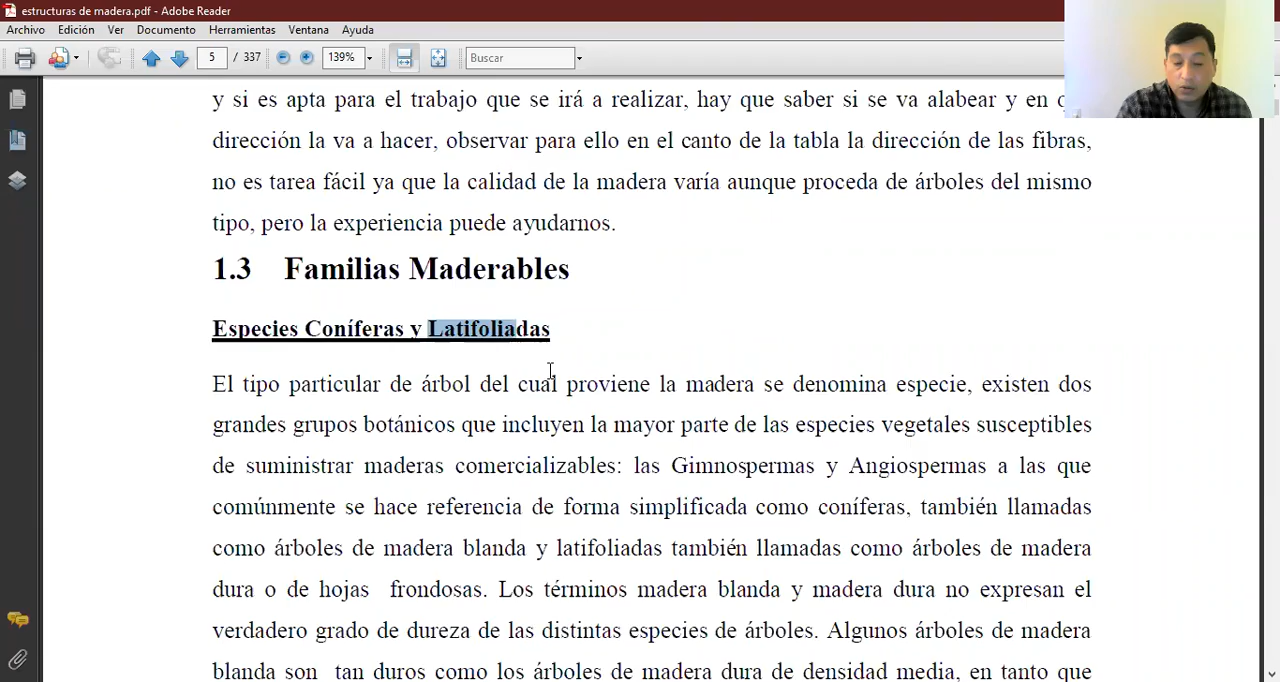 estructuras de madera.pdf - Adobe Reader
Archivo Edición Ver Documento Herramientas Ventana Ayuda
5 / 337 139% Buscar
y si es apta para el trabajo que se irá a realizar, hay que saber si se va alabear y en
dirección la va a hacer, observar para ello en el canto de la tabla la dirección de las fibras,
no es tarea fácil ya que la calidad de la madera varía aunque proceda de árboles del mismo
tipo, pero la experiencia puede ayudarnos.
1.3 Familias Maderables
Especies Coníferas y Latifoliadas
El tipo particular de árbol del cual proviene la madera se denomina especie, existen dos
grandes grupos botánicos que incluyen la mayor parte de las especies vegetales susceptibles
de suministrar maderas comercializables: las Gimnospermas y Angiospermas a las que
comúnmente se hace referencia de forma simplificada como coníferas, también llamadas
como árboles de madera blanda y latifoliadas también llamadas como árboles de madera
dura o de hojas frondosas. Los términos madera blanda y madera dura no expresan el
verdadero grado de dureza de las distintas especies de árboles. Algunos árboles de madera
blanda son tan duros como los árboles de madera dura de densidad media, en tanto que